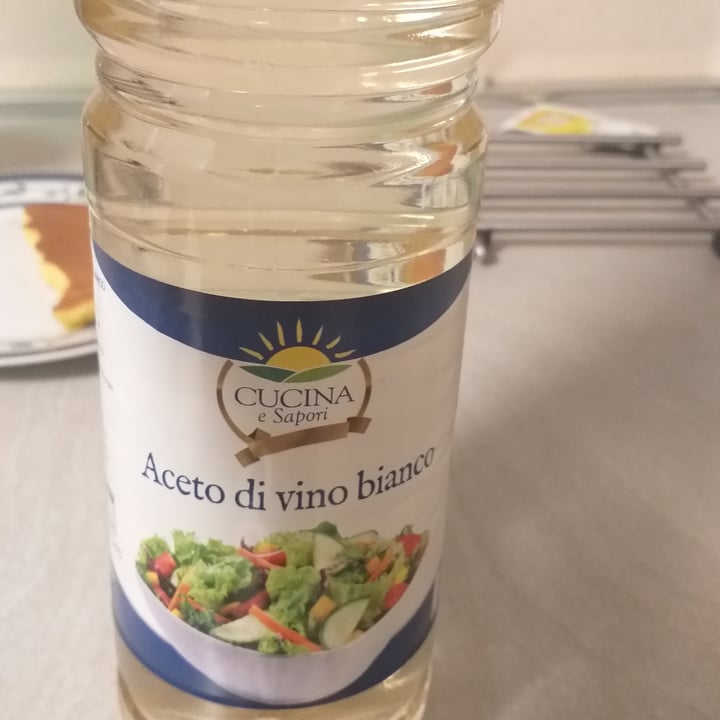 CUCINA
e Sapori
Aceto di vino bianco